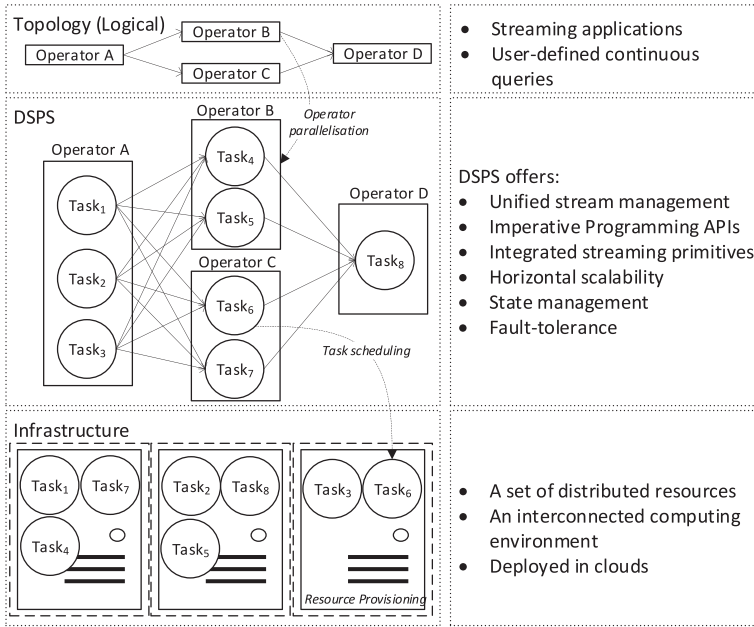 Topology (Logical)
Operator A
Operator B
Operator C
Operator D
• Streaming applications
• User-defined continuous
queries
DSPS
Operator
parallelisation
Operator A
Task1
Task2
Task3
Operator B
Task4
Task5
Operator C
Task6
Task7
Operator D
Task8
Task scheduling
DSPS offers:
• Unified stream management
• Imperative Programming APIs
• Integrated streaming primitives
• Horizontal scalability
• State management
• Fault-tolerance
Infrastructure
Task1
Task7
Task4
Task2
Task8
Task5
Task3
Task6
Resource Provisioning
• A set of distributed resources
• An interconnected computing
environment
• Deployed in clouds